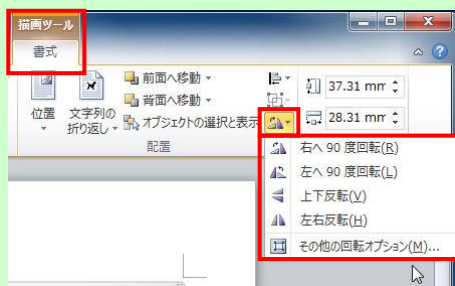 描画ツール
書式
前面へ移動
背面へ移動
オブジェクトの選択と表示
位置
文字列の
折り返し
配置
37.31 mm
28.31 mm
右へ 90 度回転(R)
左へ 90 度回転(L)
上下反転(V)
左右反転(H)
その他の回転オプション(M)...